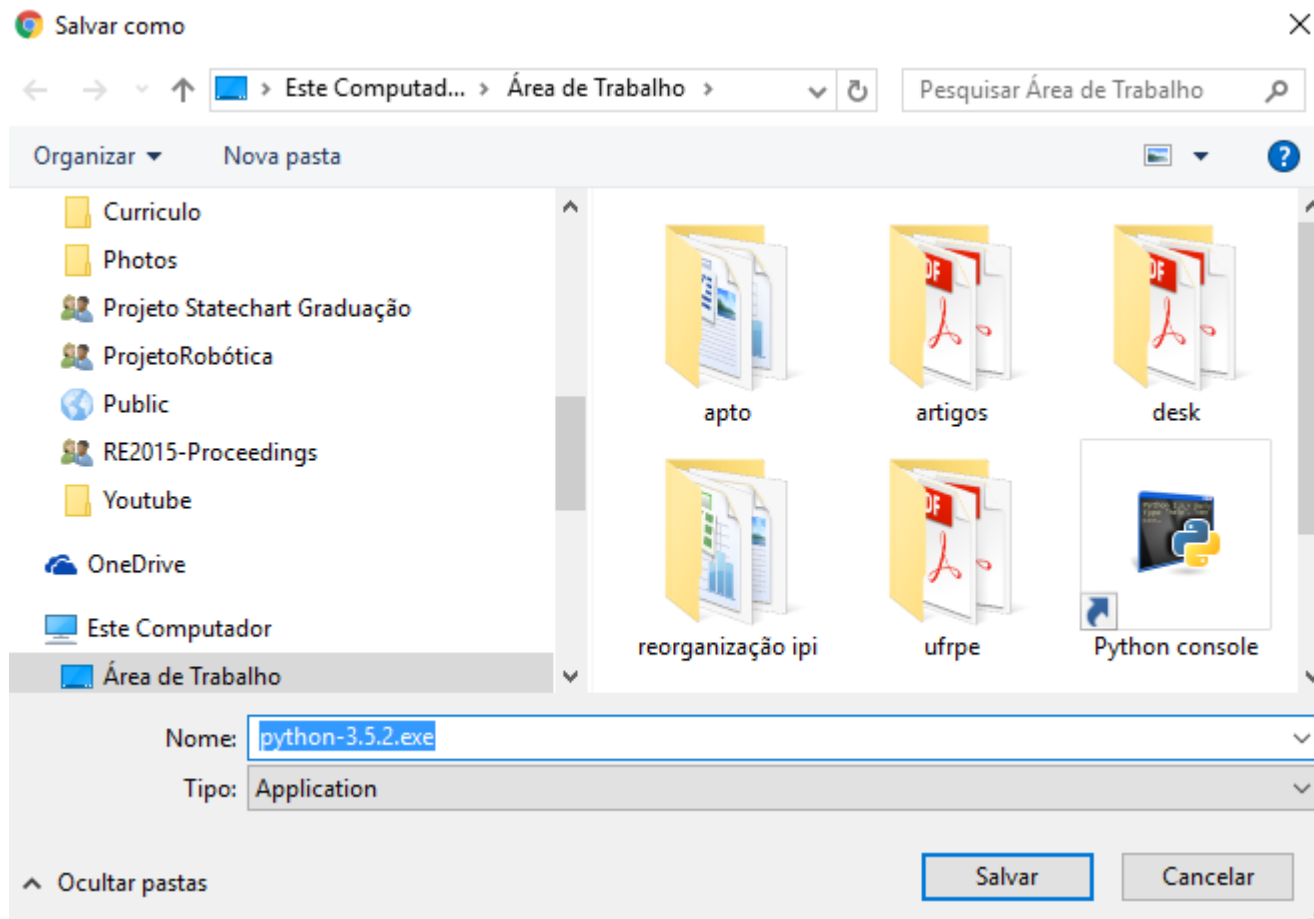 Salvar como
Este Computad... > Área de Trabalho >
Pesquisar Área de Trabalho
Organizar
Nova pasta
Curriculo
Photos
Projeto Statechart Graduação
ProjetoRobótica
Public
RE2015-Proceedings
Youtube
OneDrive
Este Computador
Área de Trabalho
apto
artigos
desk
reorganização ipi
ufrpe
Python console
Nome: python-3.5.2.exe
Tipo: Application
Ocultar pastas
Salvar
Cancelar